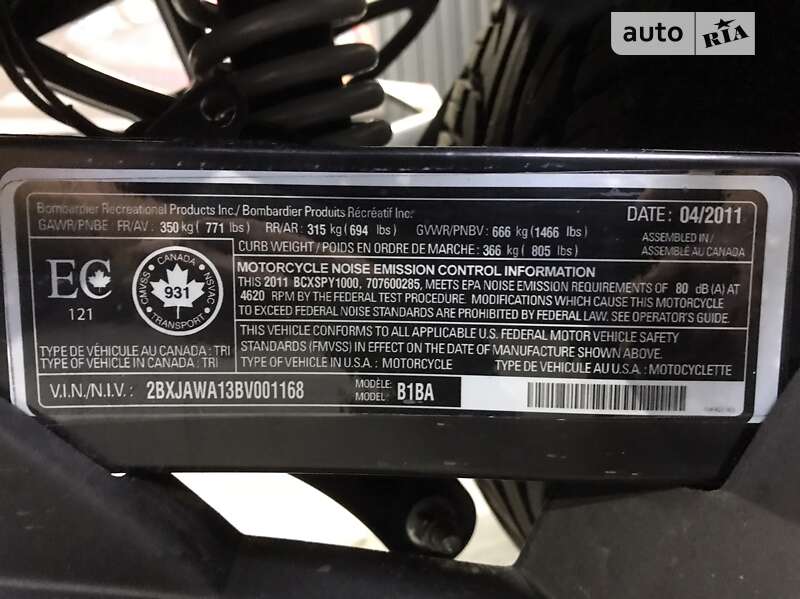 auto RIA
Bombardier Recreational Products Inc./ Bombardier Produits Récréatif Inc.
DATE: 04/2011
GAWR/PNBE FR/AV: 350 kg ( 771 lbs) RR/AR: 315 kg ( 694 lbs) GVWR/PNBV: 666 kg (1466 lbs)
ASSEMBLED IN /
ASSEMBLÉ AU CANADA
CURB WEIGHT / POIDS EN ORDRE DE MARCHE: 366 kg ( 805 lbs)
EC
121
CANADA
CMVSS
NSVAC
931
TRANSPORT
MOTORCYCLE NOISE EMISSION CONTROL INFORMATION
THIS 2011 BCXSPY1000, 707600285, MEETS EPA NOISE EMISSION REQUIREMENTS OF 80 dB (A) AT
4620 RPM BY THE FEDERAL TEST PROCEDURE. MODIFICATIONS WHICH CAUSE THIS MOTORCYCLE
TO EXCEED FEDERAL NOISE STANDARDS ARE PROHIBITED BY FEDERAL LAW. SEE OPERATOR'S GUIDE.
THIS VEHICLE CONFORMS TO ALL APPLICABLE U.S. FEDERAL MOTOR VEHICLE SAFETY
STANDARDS (FMVSS) IN EFFECT ON THE DATE OF MANUFACTURE SHOWN ABOVE.
TYPE OF VEHICLE IN U.S.A. : MOTORCYCLE TYPE DE VEHICULE AU U.S.A. : MOTOCYCLETTE
TYPE DE VÉHICULE AU CANADA : TRI
TYPE OF VEHICLE IN CANADA : TRI
V.I.N./N.I.V. : 2BXJAWA13BV001168
MODÈLE:
MODEL: B1BA